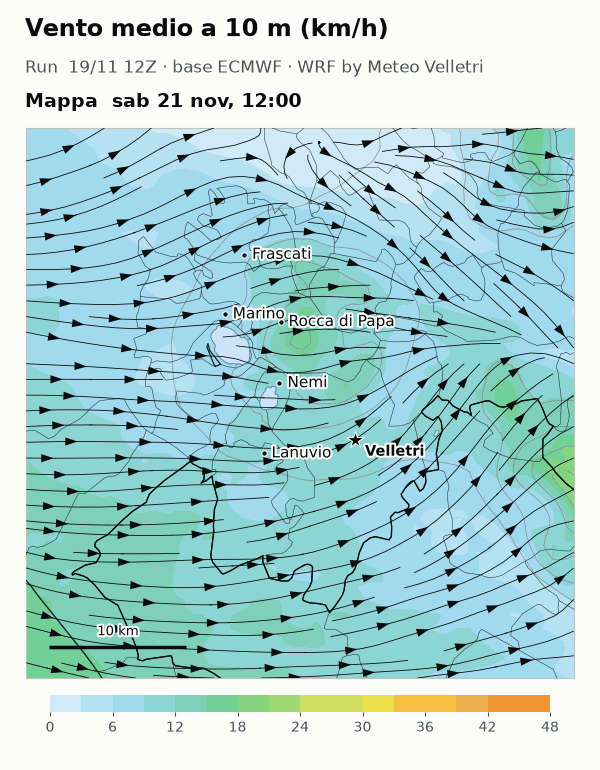 Vento medio a 10 m (km/h)
Run  19/11 12Z · base ECMWF · WRF by Meteo Velletri
Mappa  sab 21 nov, 12:00
Frascati
Marino
Rocca di Papa
Nemi
Lanuvio
Velletri
10 km
0 6 12 18 24 30 36 42 48